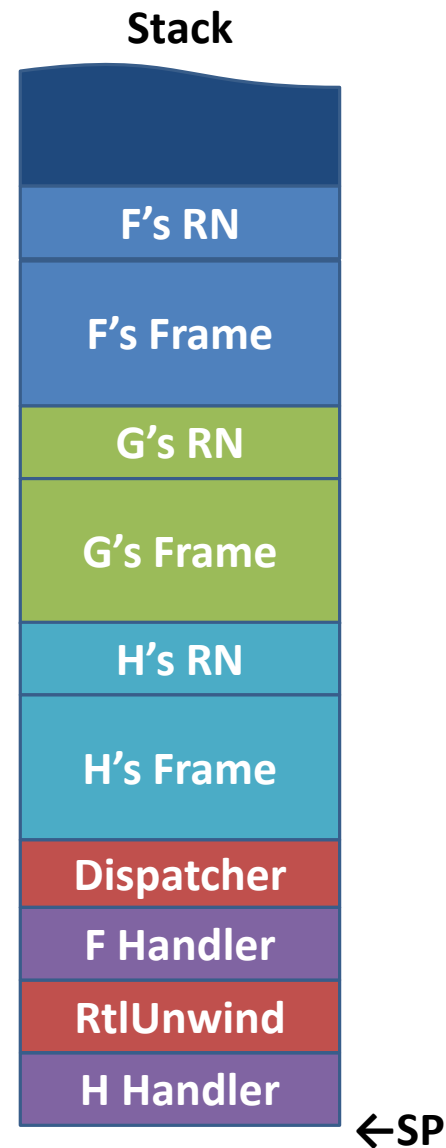 Stack
F’s RN
F’s Frame
G’s RN
G’s Frame
H’s RN
H’s Frame
Dispatcher
F Handler
RtlUnwind
H Handler
←SP